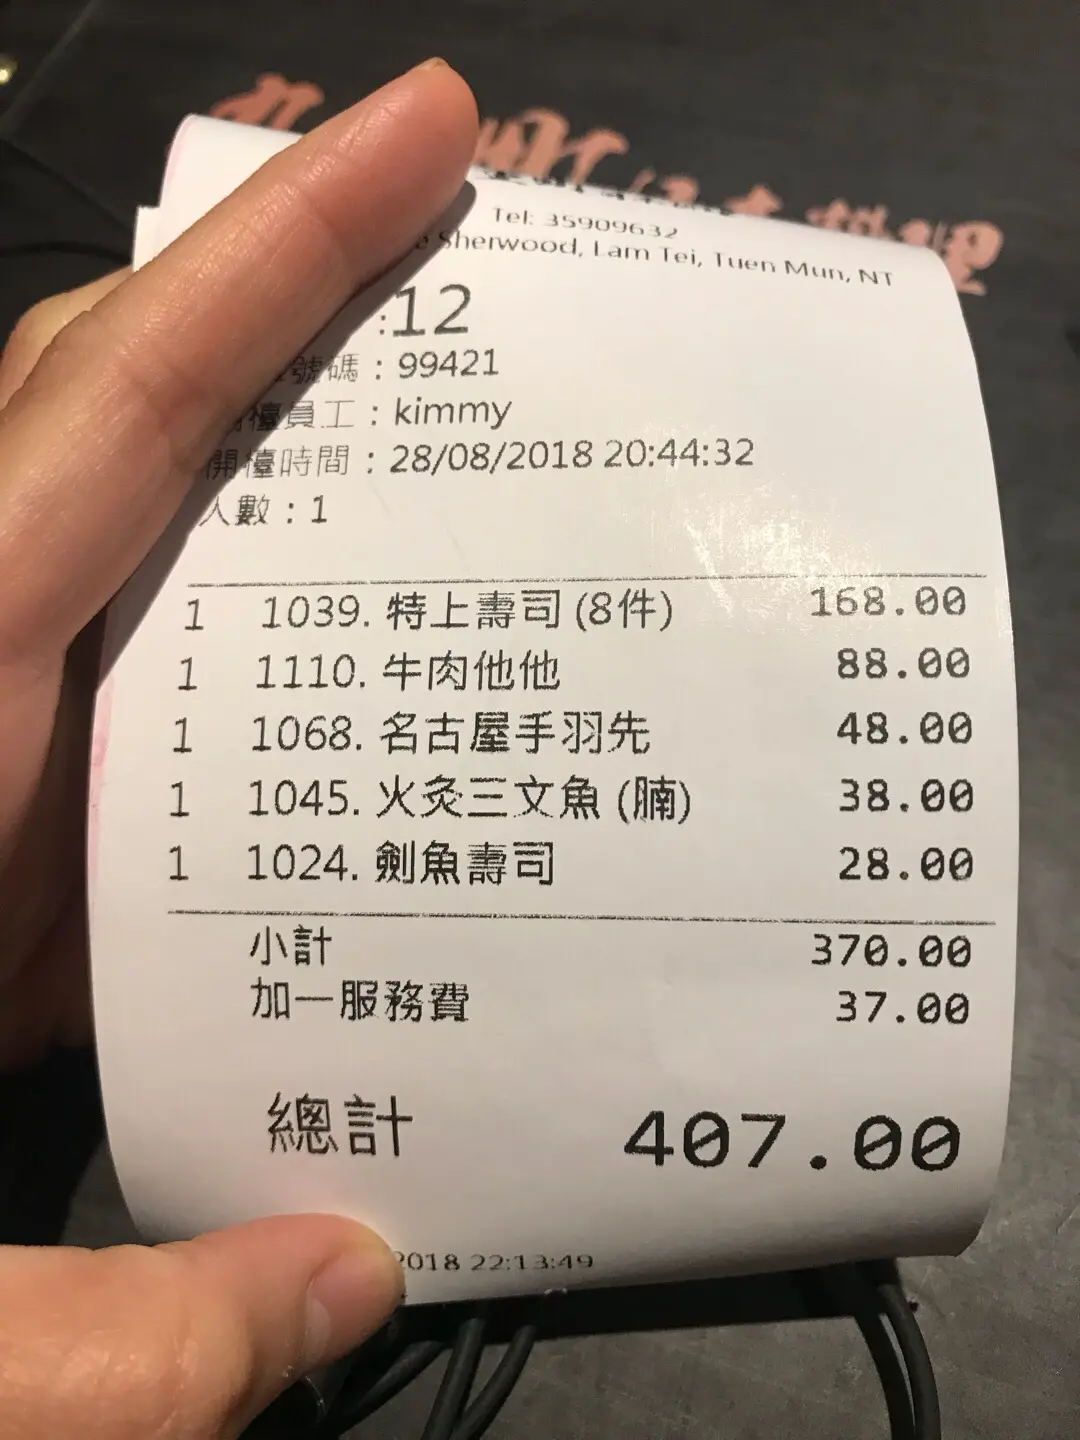 料理
Tel: 35909632
Sherwood, Lam Tei, Tuen Mun, NT
:12
號碼：99421
檯員工：kimmy
開檯時間：28/08/2018 20:44:32
人數：1
1 1039. 特上壽司 (8件) 168.00
1 1110. 牛肉他他 88.00
1 1068. 名古屋手羽先 48.00
1 1045. 火灸三文魚 (腩) 38.00
1 1024. 劍魚壽司 28.00
小計 370.00
加一服務費 37.00
總計 407.00
2018 22:13:49